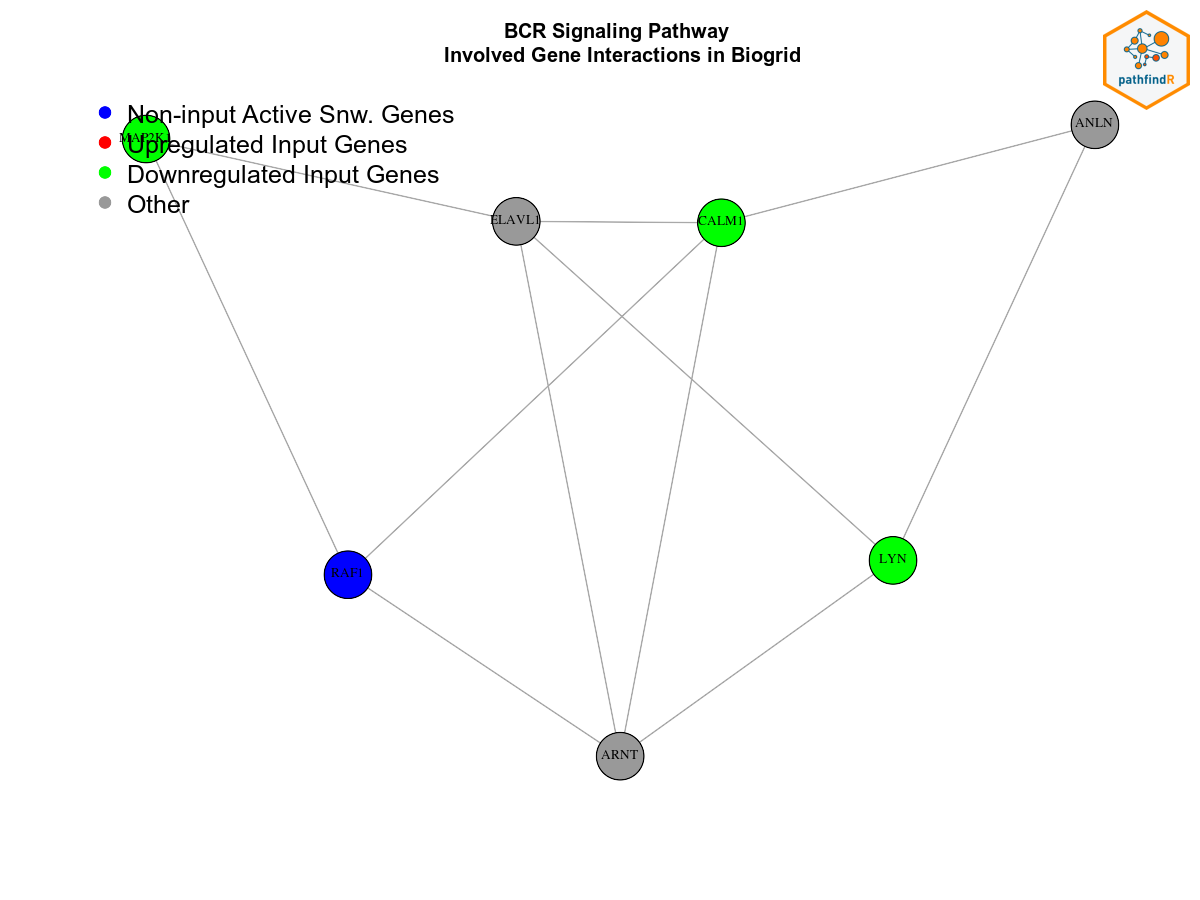 BCR Signaling Pathway
Involved Gene Interactions in Biogrid
pathfindR
Non-input Active Snw. Genes
Upregulated Input Genes
Downregulated Input Genes
Other
MAP2K1
ANLN
ELAVL1
CALM1
RAF1
LYN
ARNT